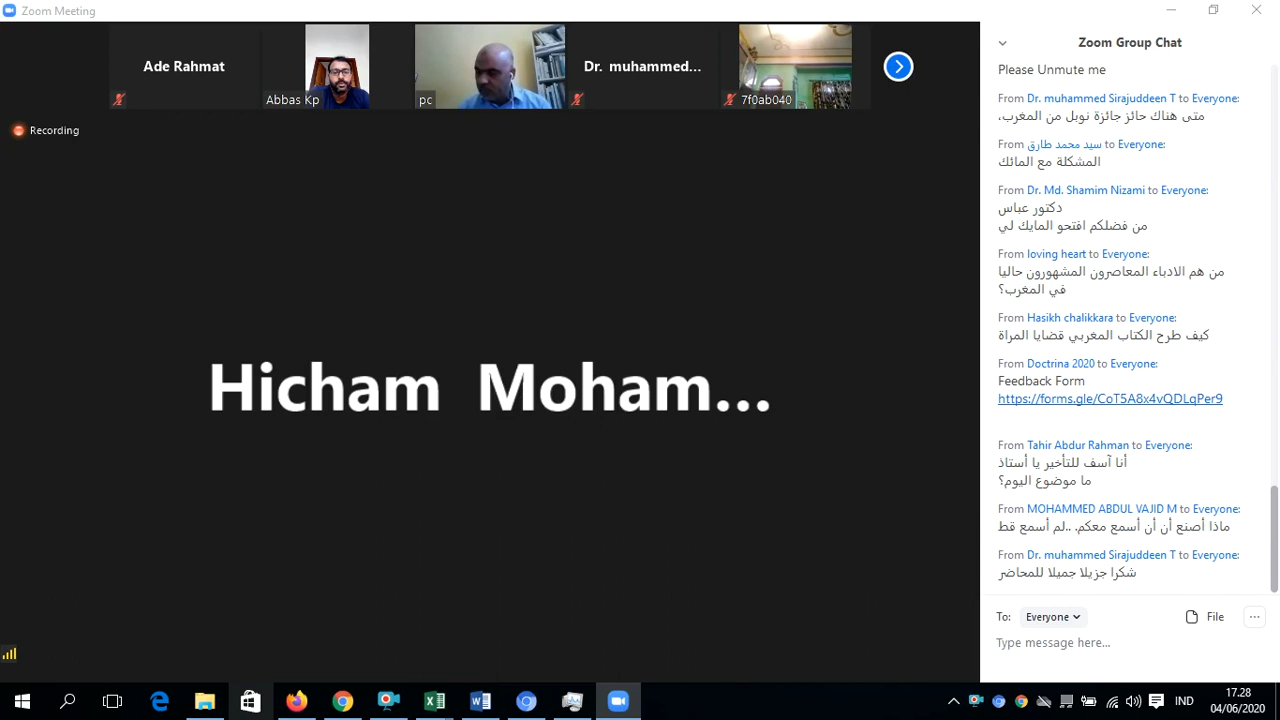 Zoom Meeting
Ade Rahmat
Abbas Kp
pc
Dr. muhammed...
7f0ab040
Recording
Hicham Moham...
Zoom Group Chat
Please Unmute me
From Dr. muhammed Sirajuddeen T to Everyone:
متى هناك حائز جائزة نوبل من المغرب،
From سيد محمد طارق to Everyone:
المشكلة مع المائك
From Dr. Md. Shamim Nizami to Everyone:
دكتور عباس
من فضلكم افتحو المايك لي
From loving heart to Everyone:
من هم الادباء المعاصرون المشهورون حاليا
في المغرب؟
From Hasikh chalikkara to Everyone:
كيف طرح الكتاب المغربي قضايا المراة
From Doctrina 2020 to Everyone:
Feedback Form
https://forms.gle/CoT5A8x4vQDLqPer9
From Tahir Abdur Rahman to Everyone:
أنا آسف للتأخير يا أستاذ
ما موضوع اليوم؟
From MOHAMMED ABDUL VAJID M to Everyone:
ماذا أصنع أن أن أسمع معكم. ..لم أسمع قط
From Dr. muhammed Sirajuddeen T to Everyone:
شكرا جزيلا جميلا للمحاضر
To: Everyone File ...
Type message here...
IND
17.28
04/06/2020